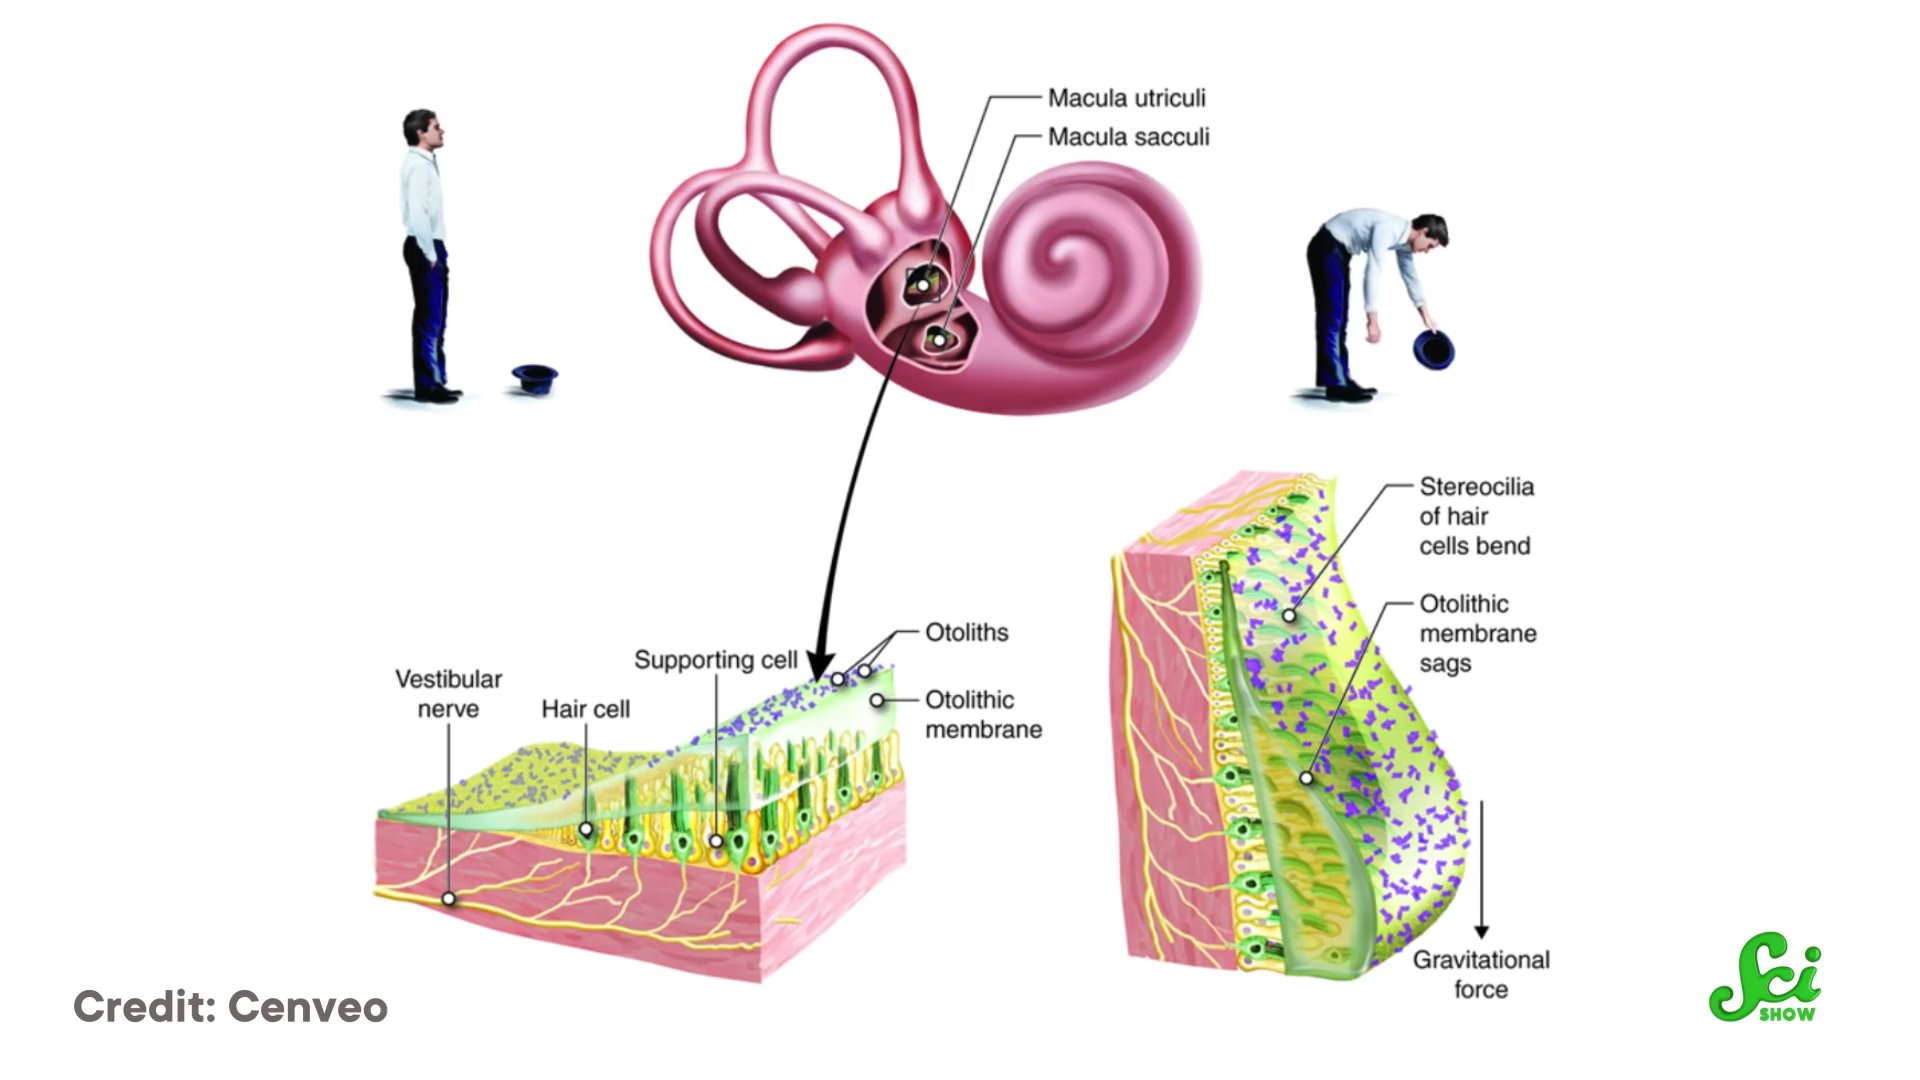 Macula utriculi
Macula sacculi
Stereocilia
of hair
cells bend
Otolithic
membrane
sags
Otoliths
Supporting cell
Vestibular
nerve
Hair cell
Otolithic
membrane
Gravitational
force
Credit: Cenveo
Sci
SHOW